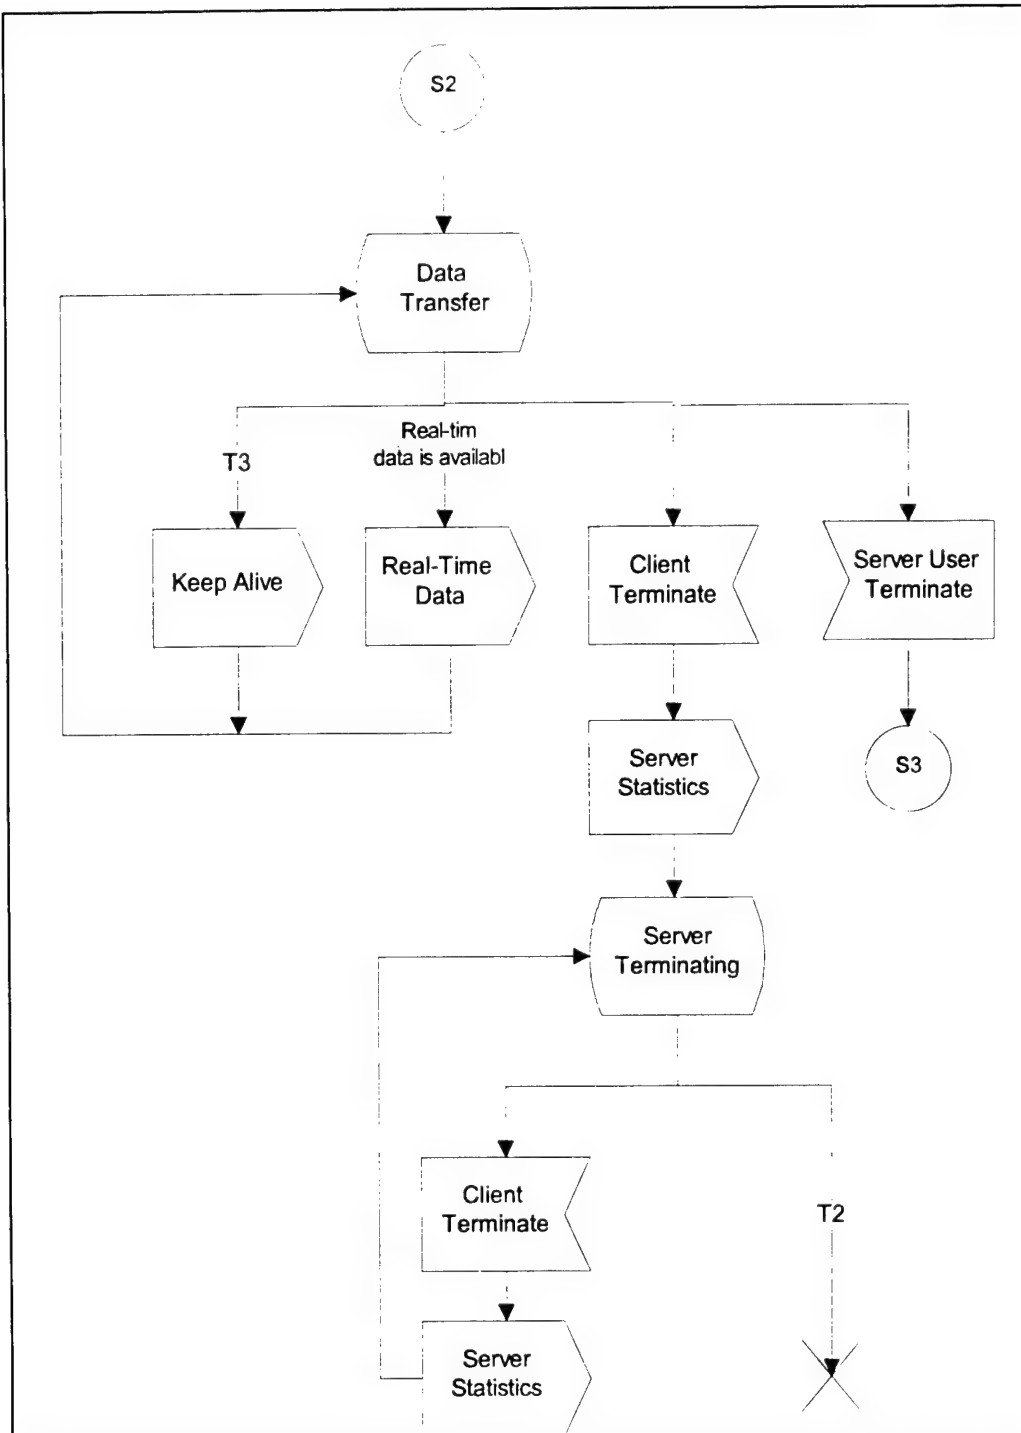 S2
Data
Transfer
Real-tim
data is availabl
T3
Keep Alive
Real-Time
Data
Client
Terminate
Server User
Terminate
Server
Statistics
S3
Server
Terminating
Client
Terminate
T2
Server
Statistics